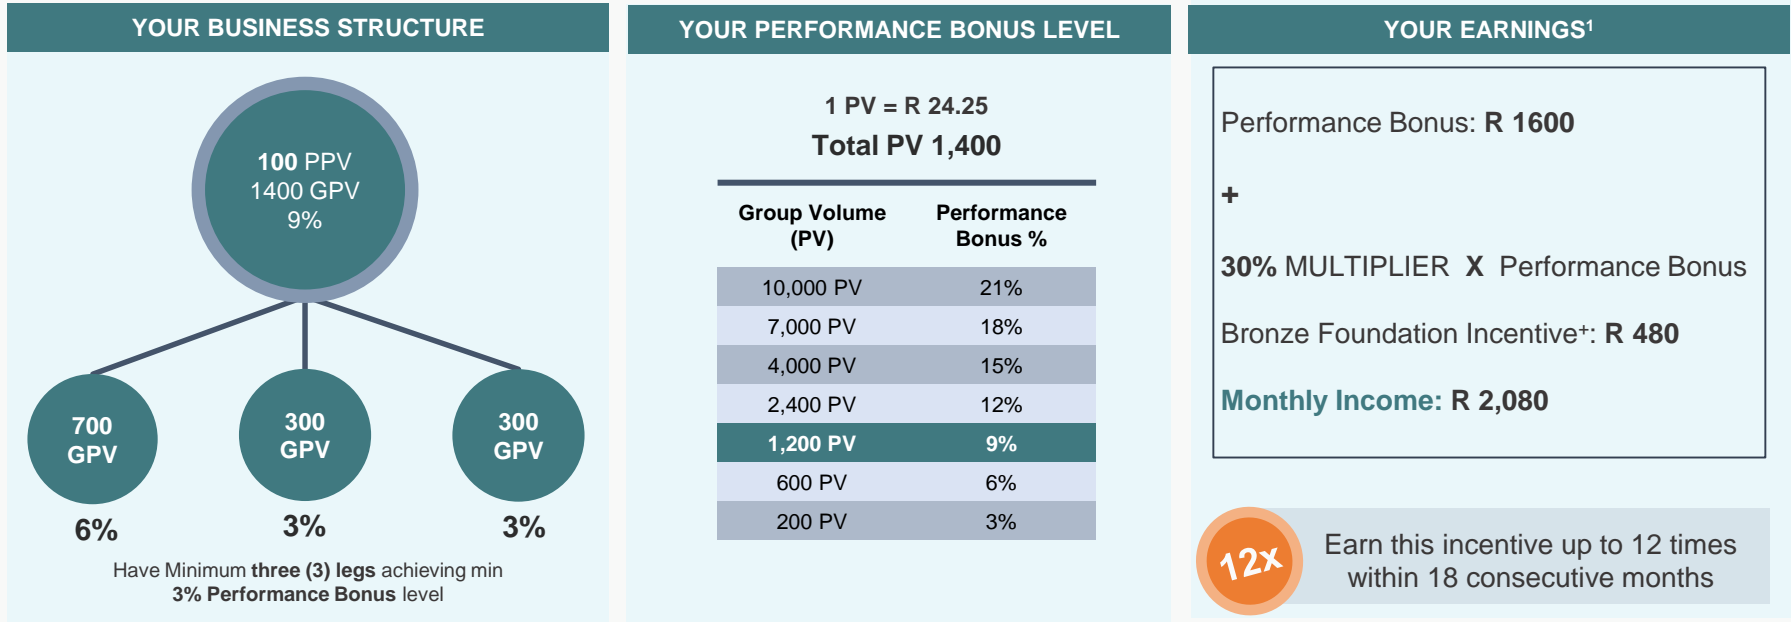 YOUR BUSINESS STRUCTURE
100 PPV
1400 GPV
9%
700
GPV
300
GPV
300
GPV
6%
3%
3%
Have Minimum three (3) legs achieving min
3% Performance Bonus level
YOUR PERFORMANCE BONUS LEVEL
1 PV = R 24.25
Total PV 1,400
Group Volume (PV) Performance Bonus %
10,000 PV 21%
7,000 PV 18%
4,000 PV 15%
2,400 PV 12%
1,200 PV 9%
600 PV 6%
200 PV 3%
YOUR EARNINGS¹
Performance Bonus: R 1600
+
30% MULTIPLIER X Performance Bonus
Bronze Foundation Incentive⁺: R 480
Monthly Income: R 2,080
12x
Earn this incentive up to 12 times
within 18 consecutive months